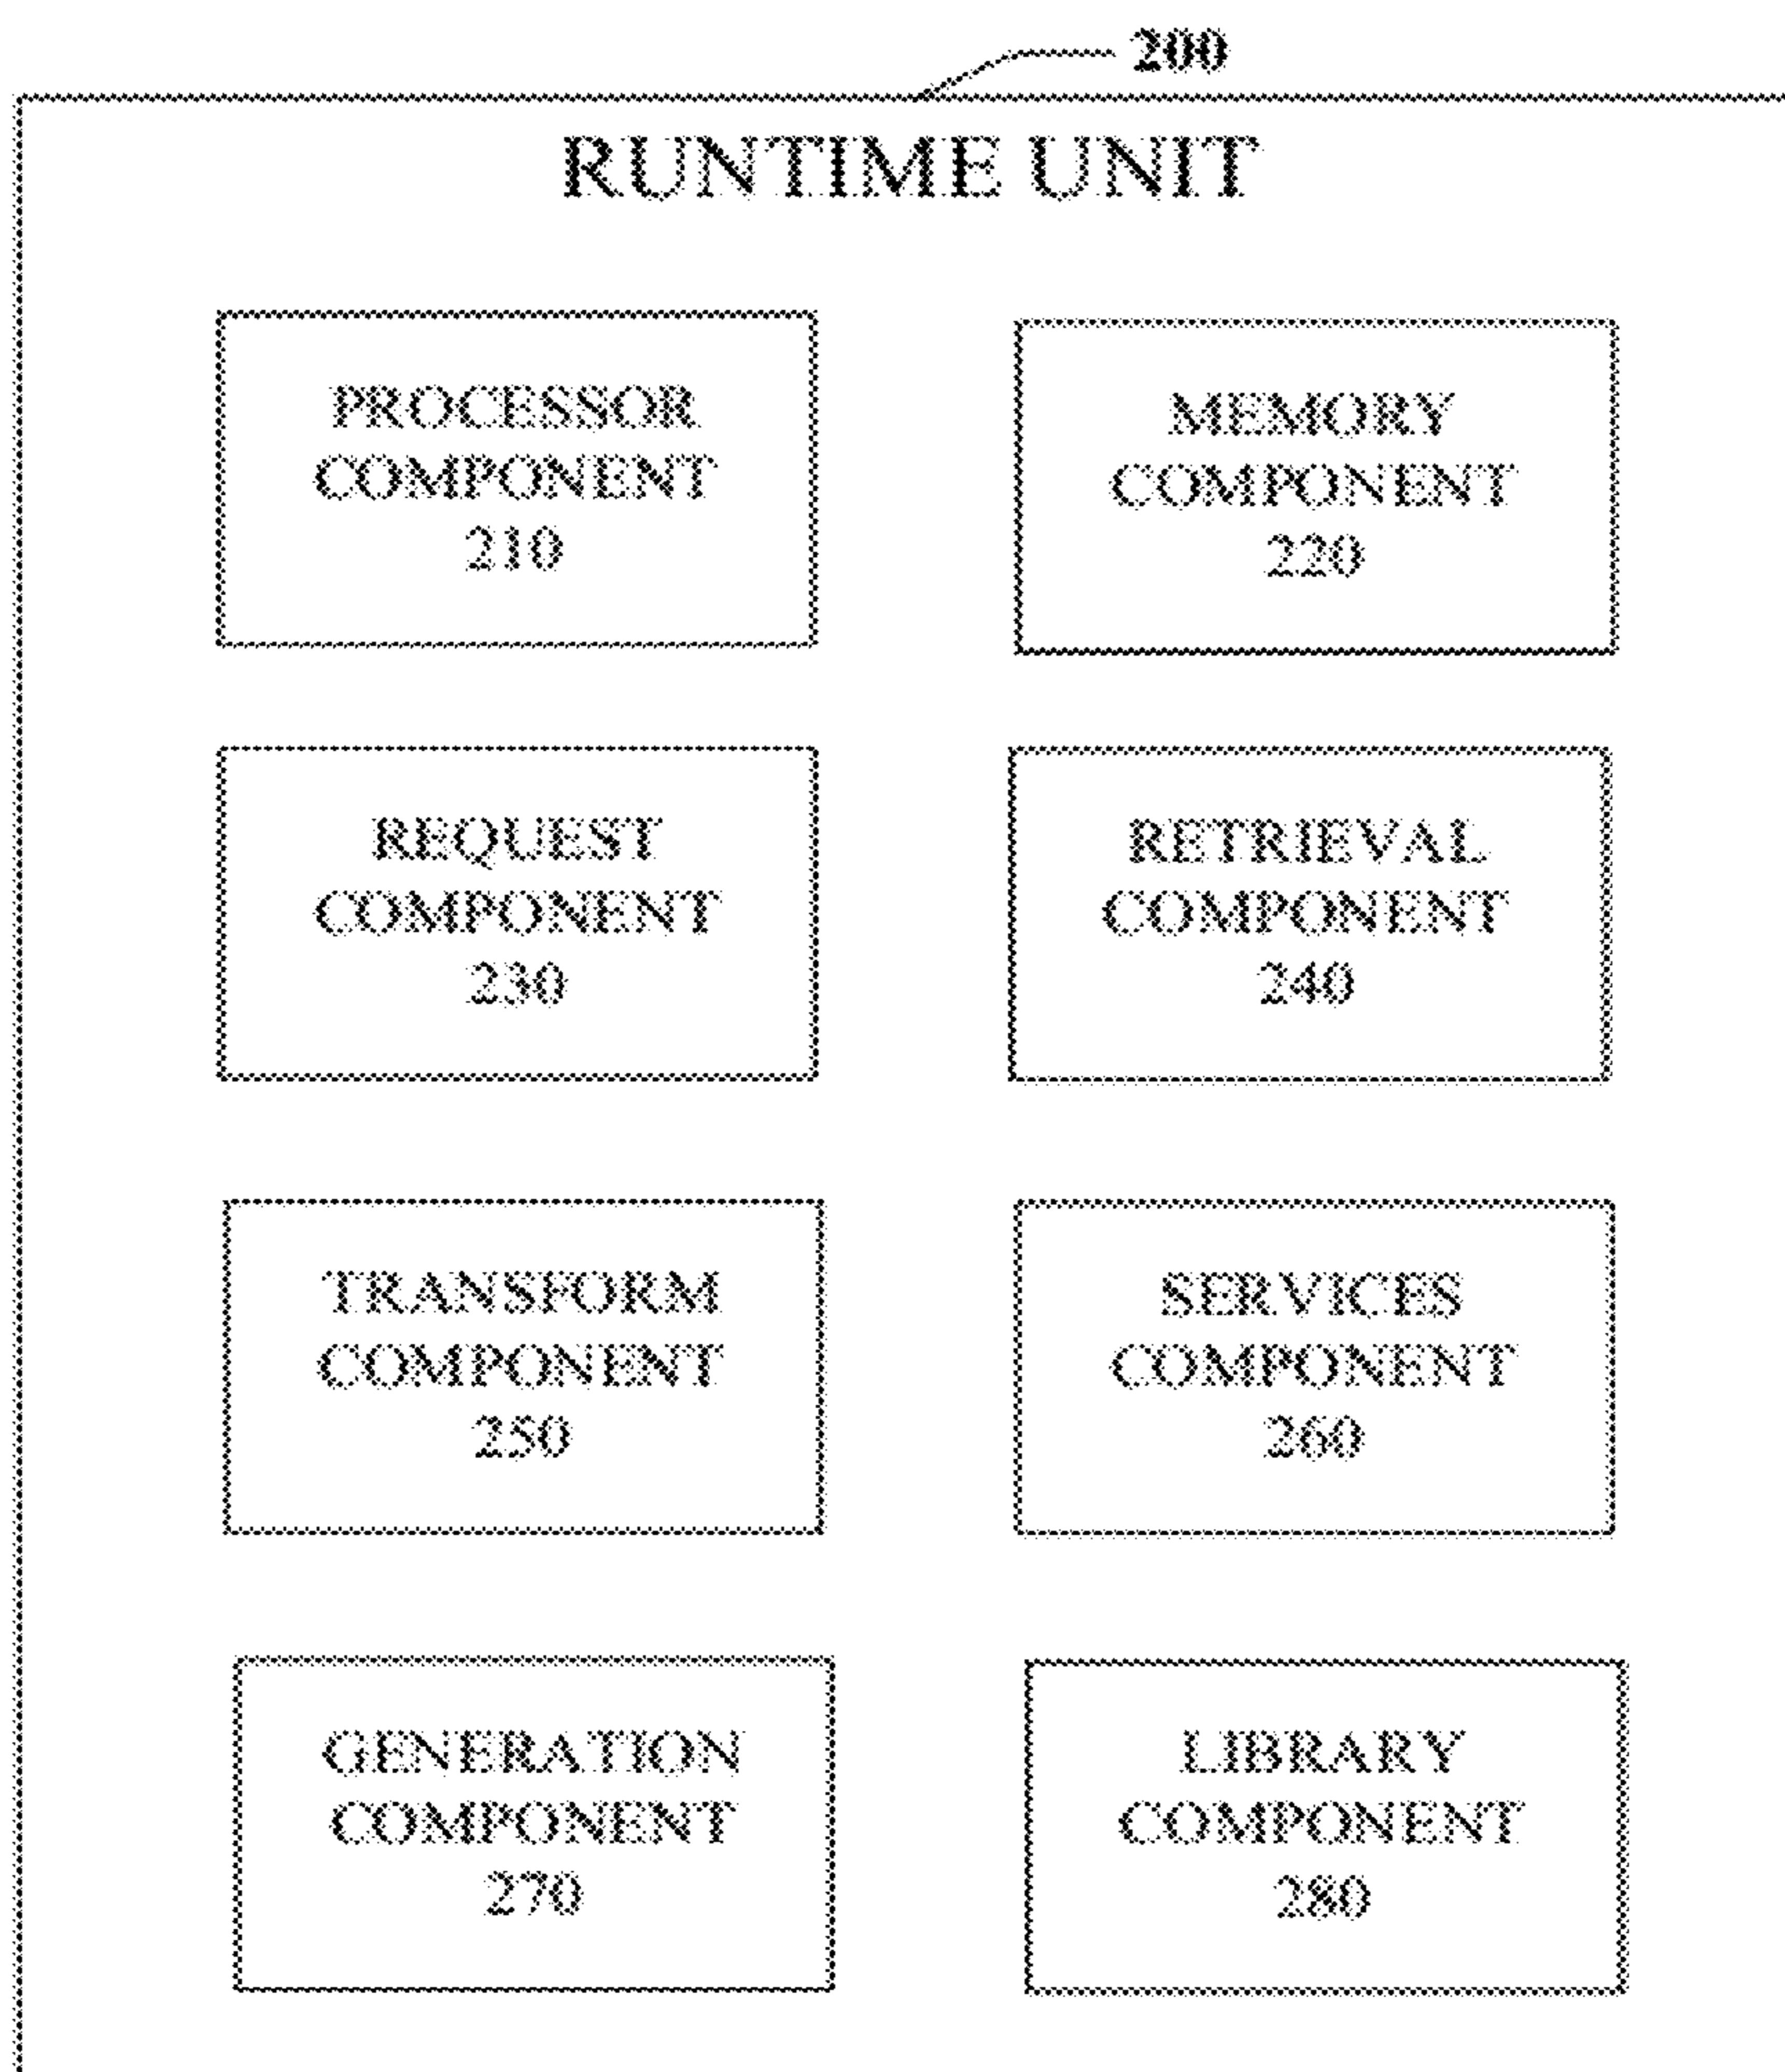 200
RUNTIME UNIT
PROCESSOR
COMPONENT
210
MEMORY
COMPONENT
220
REQUEST
COMPONENT
230
RETRIEVAL
COMPONENT
240
TRANSFORM
COMPONENT
250
SERVICES
COMPONENT
260
GENERATION
COMPONENT
270
LIBRARY
COMPONENT
280